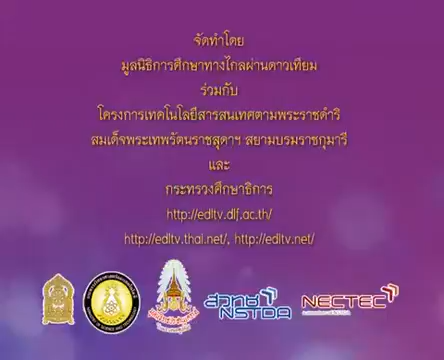 จัดทำโดย
มูลนิธิการศึกษาทางไกลผ่านดาวเทียม
ร่วมกับ
โครงการเทคโนโลยีสารสนเทศตามพระราชดำริ
สมเด็จพระเทพรัตนราชสุดาฯ สยามบรมราชกุมารี
และ
กระทรวงศึกษาธิการ
http://edltv.dlf.ac.th/
http://edltv.thai.net/, http://edltv.net/
สวทช
NSTDA
NECTEC